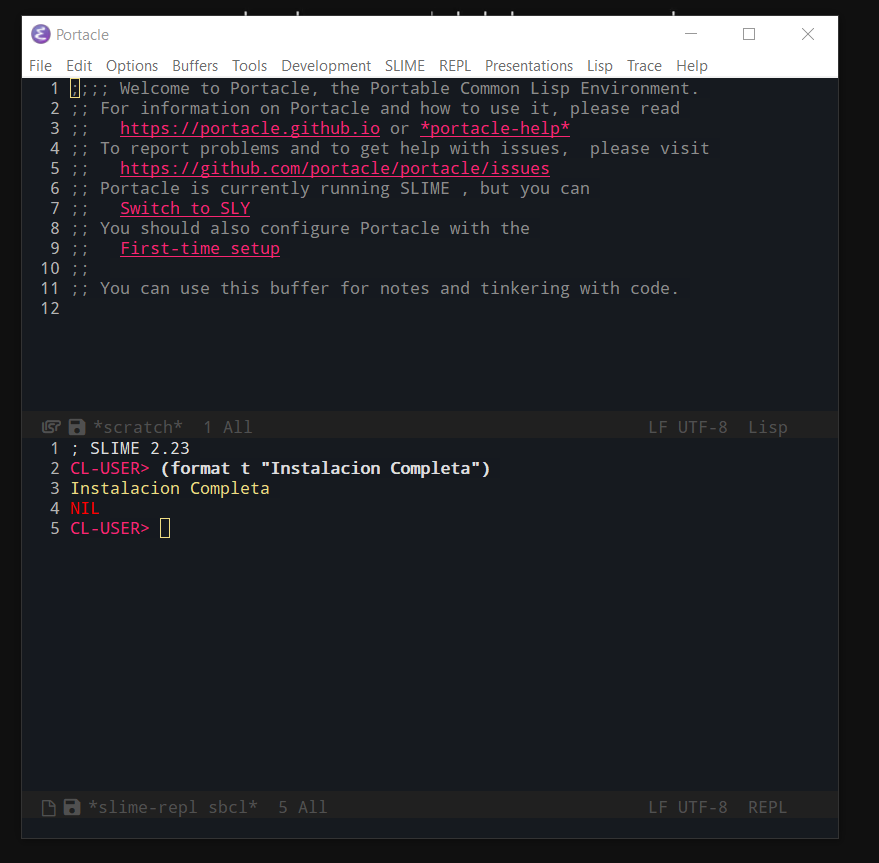 Portacle
File Edit Options Buffers Tools Development SLIME REPL Presentations Lisp Trace Help
1 ;;;; Welcome to Portacle, the Portable Common Lisp Environment.
2 ;; For information on Portacle and how to use it, please read
3 ;;   https://portacle.github.io or *portacle-help*
4 ;; To report problems and to get help with issues,  please visit
5 ;;   https://github.com/portacle/portacle/issues
6 ;; Portacle is currently running SLIME , but you can
7 ;;   Switch to SLY
8 ;; You should also configure Portacle with the
9 ;;   First-time setup
10 ;;
11 ;; You can use this buffer for notes and tinkering with code.
12
*scratch*  1 All LF UTF-8  Lisp
1 ; SLIME 2.23
2 CL-USER> (format t "Instalacion Completa")
3 Instalacion Completa
4 NIL
5 CL-USER>
*slime-repl sbcl*  5 All LF UTF-8  REPL